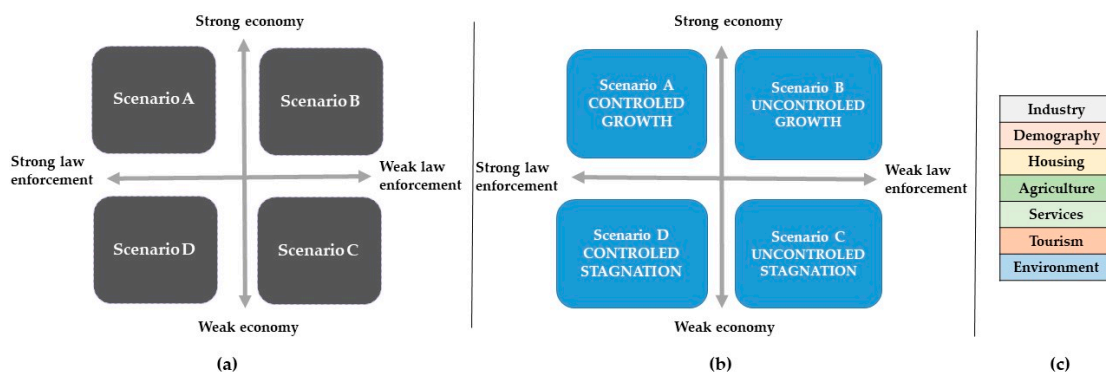 Strong economy
Scenario A
Scenario B
Strong law
enforcement
Weak law
enforcement
Scenario D
Scenario C
Weak economy
(a)
Strong economy
Scenario A
CONTROLED
GROWTH
Scenario B
UNCONTROLED
GROWTH
Strong law
enforcement
Weak law
enforcement
Scenario D
CONTROLED
STAGNATION
Scenario C
UNCONTROLED
STAGNATION
Weak economy
(b)
Industry
Demography
Housing
Agriculture
Services
Tourism
Environment
(c)